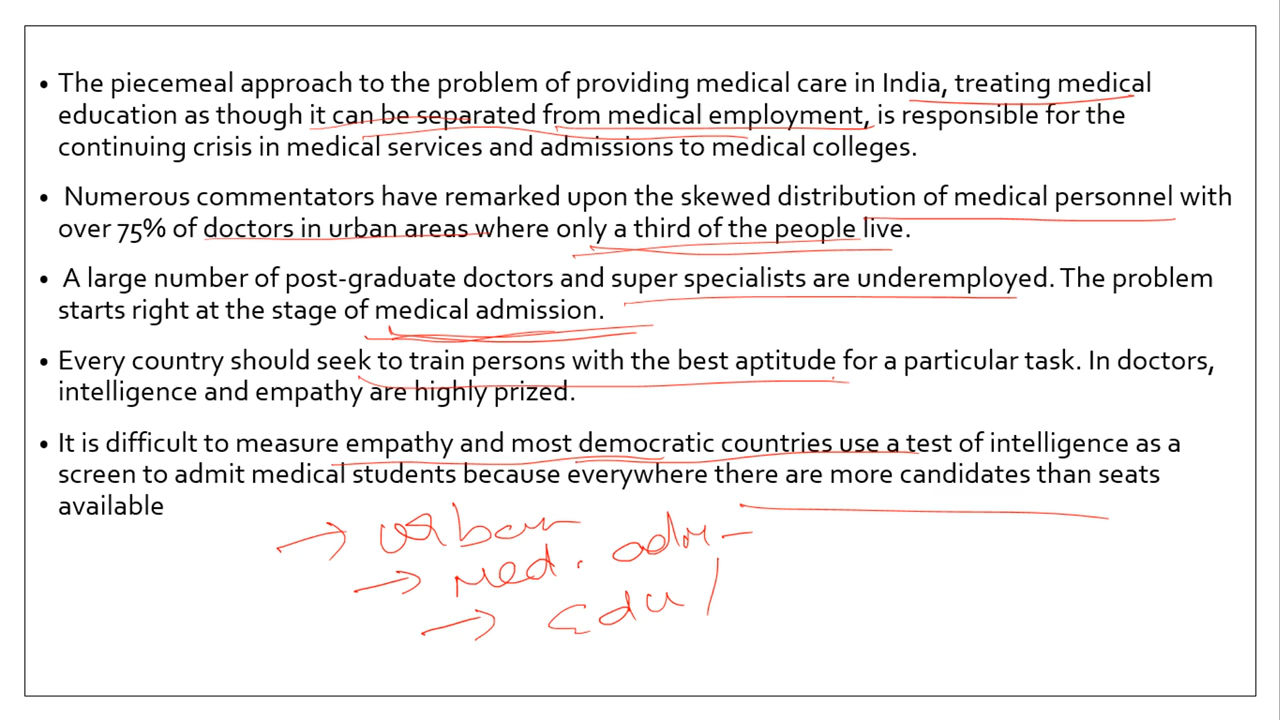 • The piecemeal approach to the problem of providing medical care in India, treating medical
education as though it can be separated from medical employment, is responsible for the
continuing crisis in medical services and admissions to medical colleges.
• Numerous commentators have remarked upon the skewed distribution of medical personnel with
over 75% of doctors in urban areas where only a third of the people live.
• A large number of post-graduate doctors and super specialists are underemployed. The problem
starts right at the stage of medical admission.
• Every country should seek to train persons with the best aptitude for a particular task. In doctors,
intelligence and empathy are highly prized.
• It is difficult to measure empathy and most democratic countries use a test of intelligence as a
screen to admit medical students because everywhere there are more candidates than seats
available
→ urban
→ Med. adm -
→ Edu /